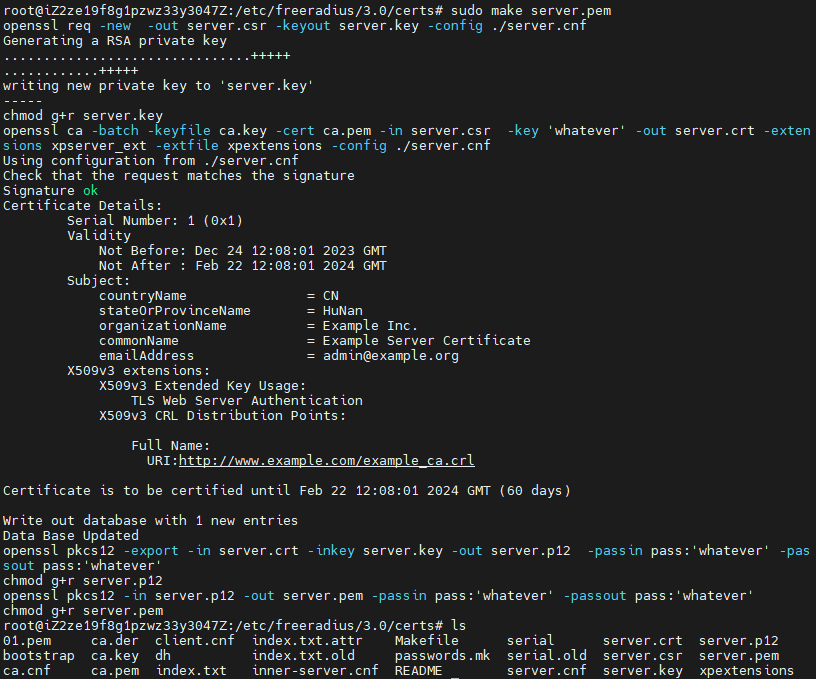 root@iZ2ze19f8g1pzwz33y3047Z:/etc/freeradius/3.0/certs# sudo make server.pem
openssl req -new  -out server.csr -keyout server.key -config ./server.cnf
Generating a RSA private key
...............................+++++
............+++++
writing new private key to 'server.key'
-----
chmod g+r server.key
openssl ca -batch -keyfile ca.key -cert ca.pem -in server.csr  -key 'whatever' -out server.crt -exten
sions xpserver_ext -extfile xpextensions -config ./server.cnf
Using configuration from ./server.cnf
Check that the request matches the signature
Signature ok
Certificate Details:
        Serial Number: 1 (0x1)
        Validity
            Not Before: Dec 24 12:08:01 2023 GMT
            Not After : Feb 22 12:08:01 2024 GMT
        Subject:
            countryName               = CN
            stateOrProvinceName       = HuNan
            organizationName          = Example Inc.
            commonName                = Example Server Certificate
            emailAddress              = admin@example.org
        X509v3 extensions:
            X509v3 Extended Key Usage:
                TLS Web Server Authentication
            X509v3 CRL Distribution Points:
                Full Name:
                  URI:http://www.example.com/example_ca.crl
Certificate is to be certified until Feb 22 12:08:01 2024 GMT (60 days)
Write out database with 1 new entries
Data Base Updated
openssl pkcs12 -export -in server.crt -inkey server.key -out server.p12  -passin pass:'whatever' -pas
sout pass:'whatever'
chmod g+r server.p12
openssl pkcs12 -in server.p12 -out server.pem -passin pass:'whatever' -passout pass:'whatever'
chmod g+r server.pem
root@iZ2ze19f8g1pzwz33y3047Z:/etc/freeradius/3.0/certs# ls
01.pem     ca.der  client.cnf  index.txt.attr    Makefile      serial      server.crt  server.p12
bootstrap  ca.key  dh          index.txt.old     passwords.mk  serial.old  server.csr  server.pem
ca.cnf     ca.pem  index.txt   inner-server.cnf  README        server.cnf  server.key  xpextensions